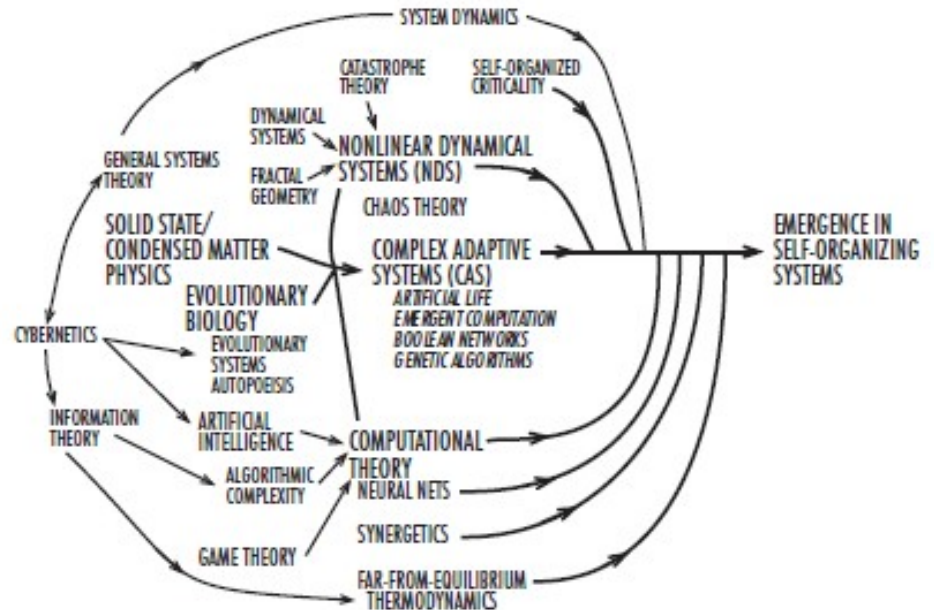 SYSTEM DYNAMICS
CATASTROPHE
THEORY
SELF-ORGANIZED
CRITICALITY
DYNAMICAL
SYSTEMS
NONLINEAR DYNAMICAL
SYSTEMS (NDS)
GENERAL SYSTEMS
THEORY
FRACTAL
GEOMETRY
CHAOS THEORY
SOLID STATE/
CONDENSED MATTER
PHYSICS
COMPLEX ADAPTIVE
SYSTEMS (CAS)
ARTIFICIAL LIFE
EMERGENT COMPUTATION
BOOLEAN NETWORKS
GENETIC ALGORITHMS
EMERGENCE IN
SELF-ORGANIZING
SYSTEMS
EVOLUTIONARY
BIOLOGY
CYBERNETICS
EVOLUTIONARY
SYSTEMS
AUTOPOEISIS
INFORMATION
THEORY
ARTIFICIAL
INTELLIGENCE
COMPUTATIONAL
THEORY
ALGORITHMIC
COMPLEXITY
NEURAL NETS
SYNERGETICS
GAME THEORY
FAR-FROM-EQUILIBRIUM
THERMODYNAMICS